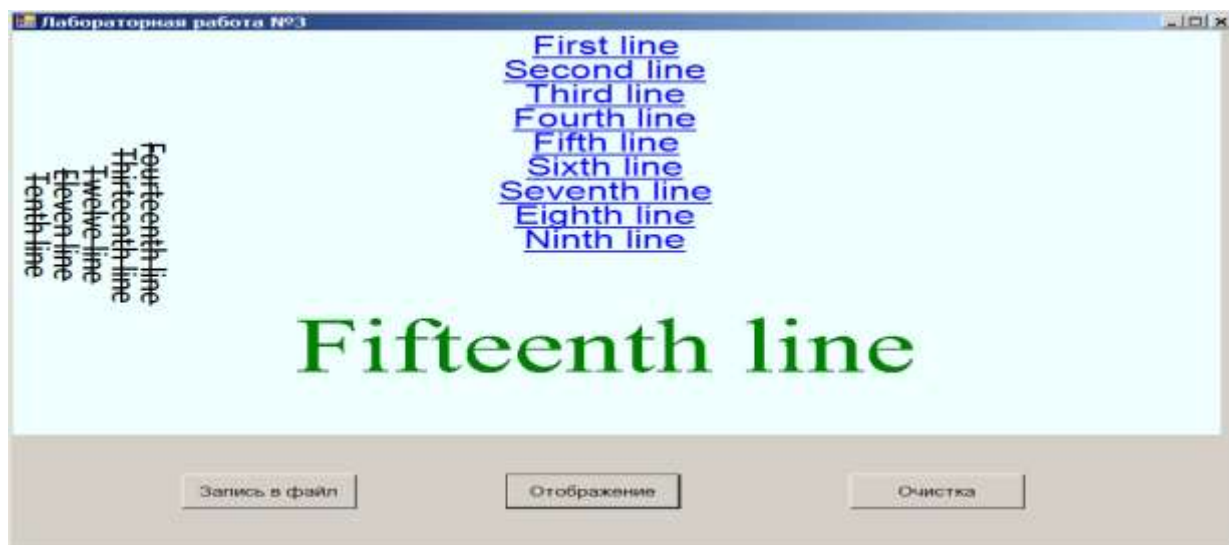 Лабораторная работа №3
First line
Second line
Third line
Fourth line
Fifth line
Sixth line
Seventh line
Eighth line
Ninth line
Tenth line
Eleven line
Twelve line
Thirteenth line
Fourteenth line
Fifteenth line
Запись в файл
Отображение
Очистка